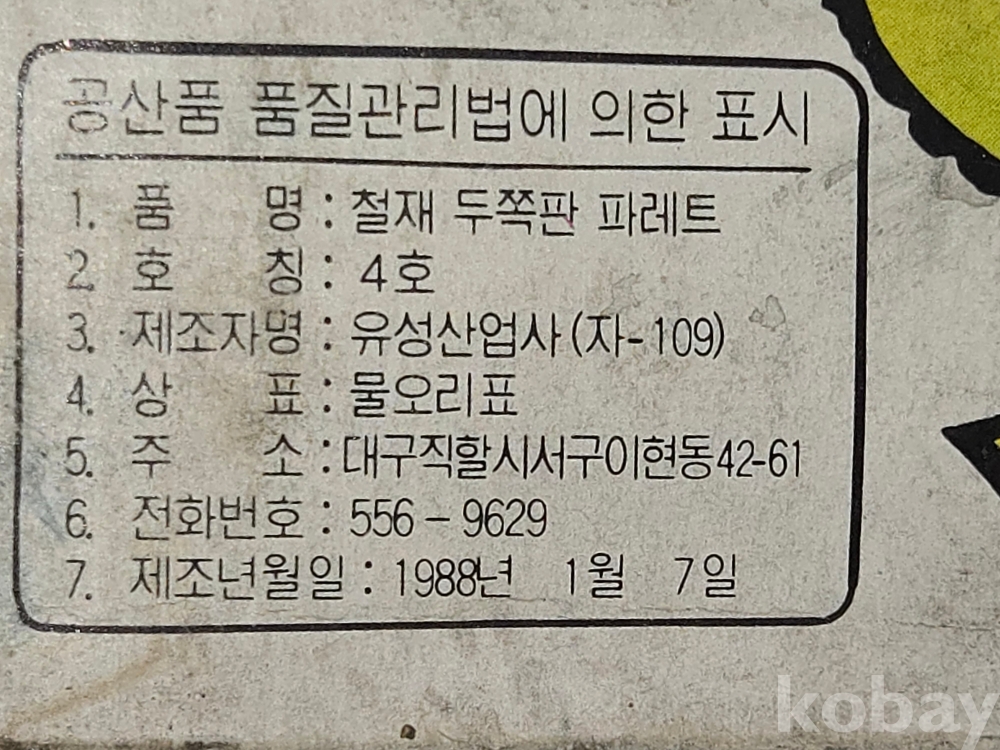 공산품 품질관리법에 의한 표시
1. 품 명 : 철재 두쪽판 파레트
2. 호 칭 : 4호
3. 제조자명 : 유성산업사(자-109)
4. 상 표 : 물오리표
5. 주 소 : 대구직할시서구이현동42-61
6. 전화번호 : 556-9629
7. 제조년월일 : 1988년 1월 7일
kobay